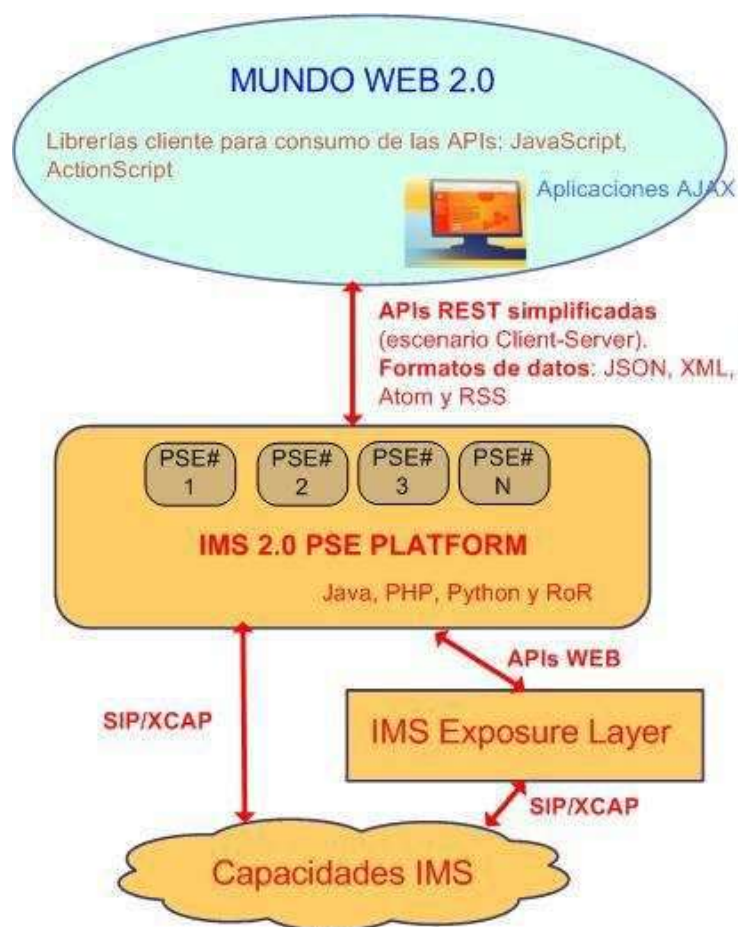 MUNDO WEB 2.0
Librerías cliente para consumo de las APIs: JavaScript,
ActionScript
Aplicaciones AJAX
APIs REST simplificadas
(escenario Client-Server).
Formatos de datos: JSON, XML,
Atom y RSS
PSE#
1
PSE#
2
PSE#
3
PSE#
N
IMS 2.0 PSE PLATFORM
Java, PHP, Python y RoR
APIs WEB
SIP/XCAP
IMS Exposure Layer
SIP/XCAP
Capacidades IMS